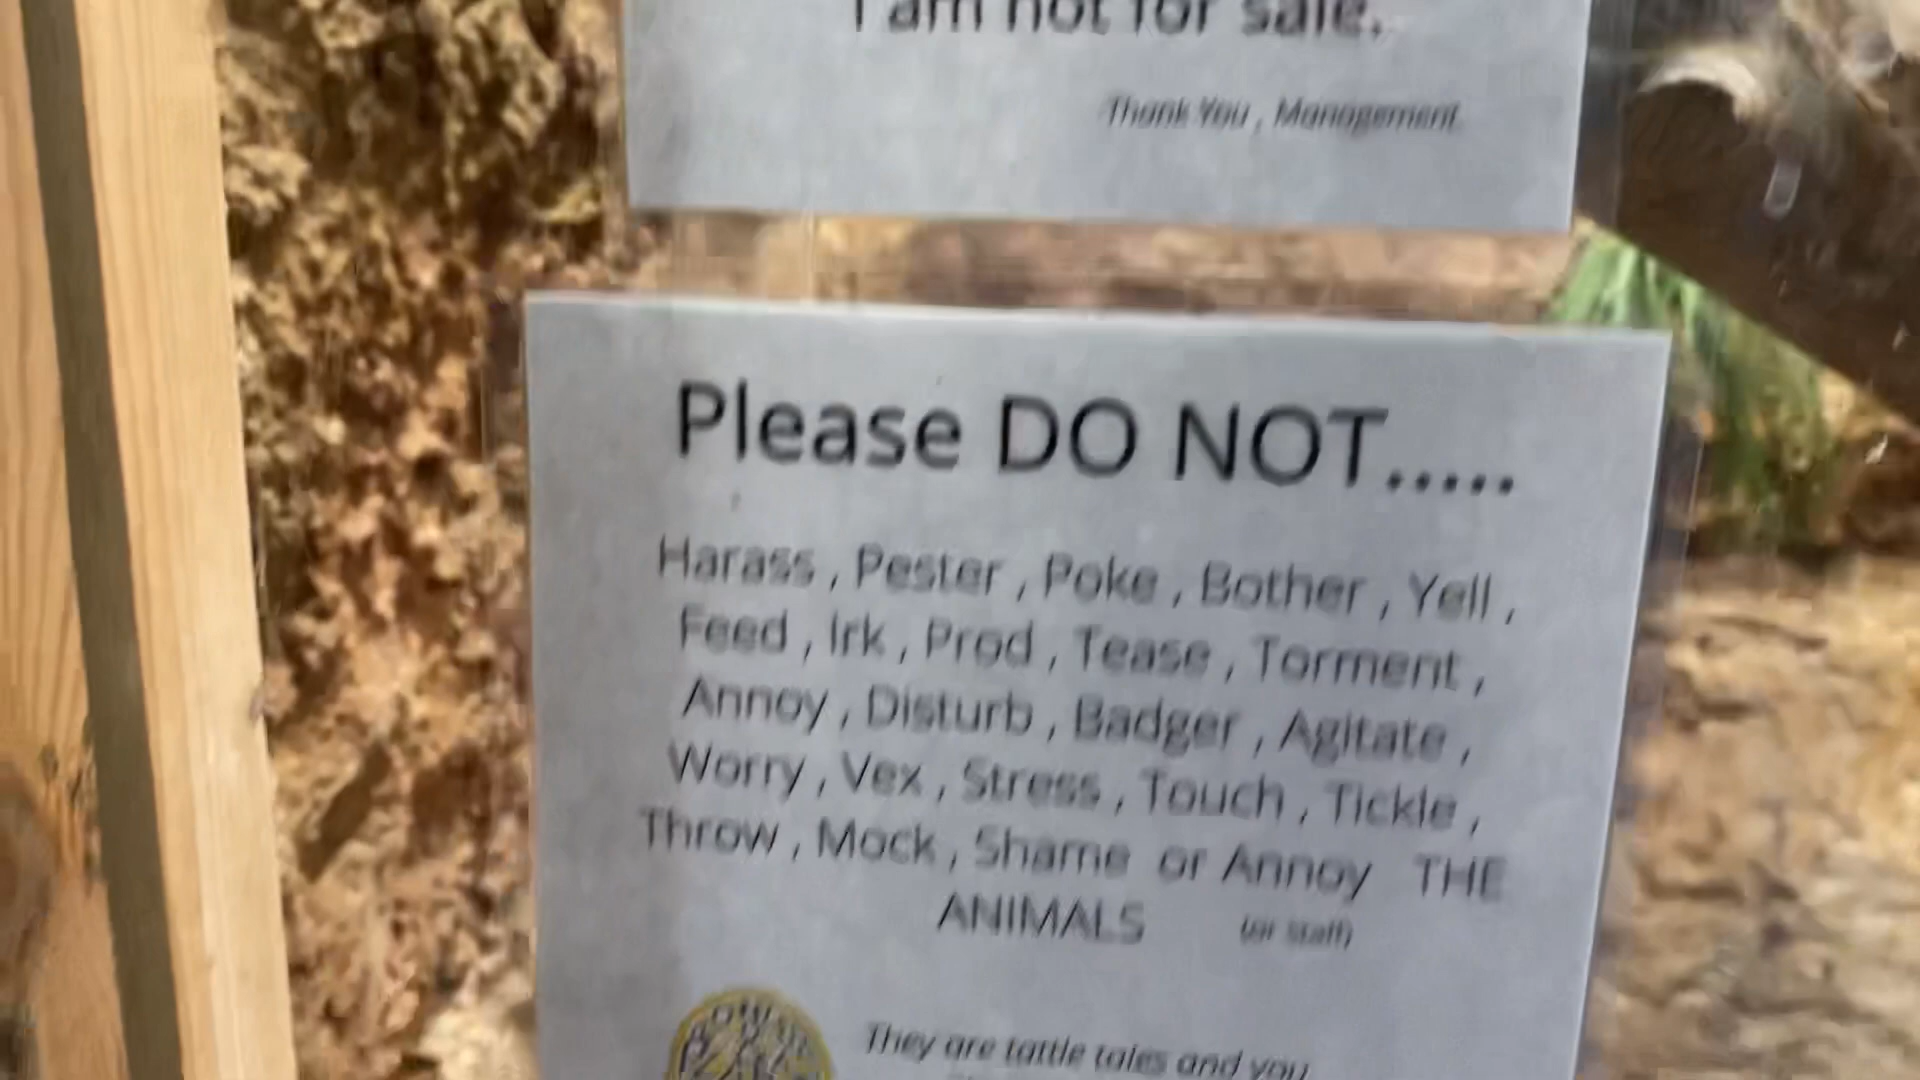 I am not for sale.
Thank You , Management
Please DO NOT.....
Harass , Pester , Poke , Bother , Yell ,
Feed , Irk , Prod , Tease , Torment ,
Annoy , Disturb , Badger , Agitate ,
Worry , Vex , Stress , Touch , Tickle ,
Throw , Mock , Shame or Annoy THE
ANIMALS (or staff)
They are tattle tales and you